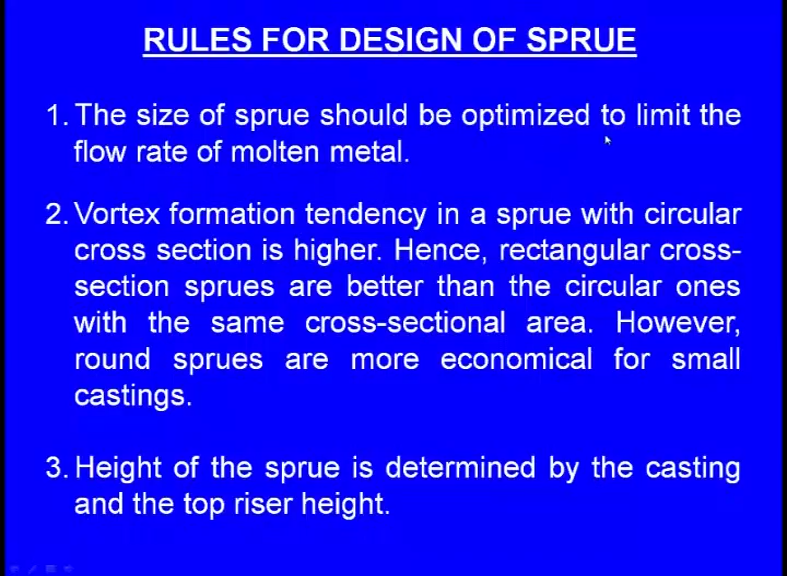 RULES FOR DESIGN OF SPRUE
1. The size of sprue should be optimized to limit the
flow rate of molten metal.
2. Vortex formation tendency in a sprue with circular
cross section is higher. Hence, rectangular cross-
section sprues are better than the circular ones
with the same cross-sectional area. However,
round sprues are more economical for small
castings.
3. Height of the sprue is determined by the casting
and the top riser height.